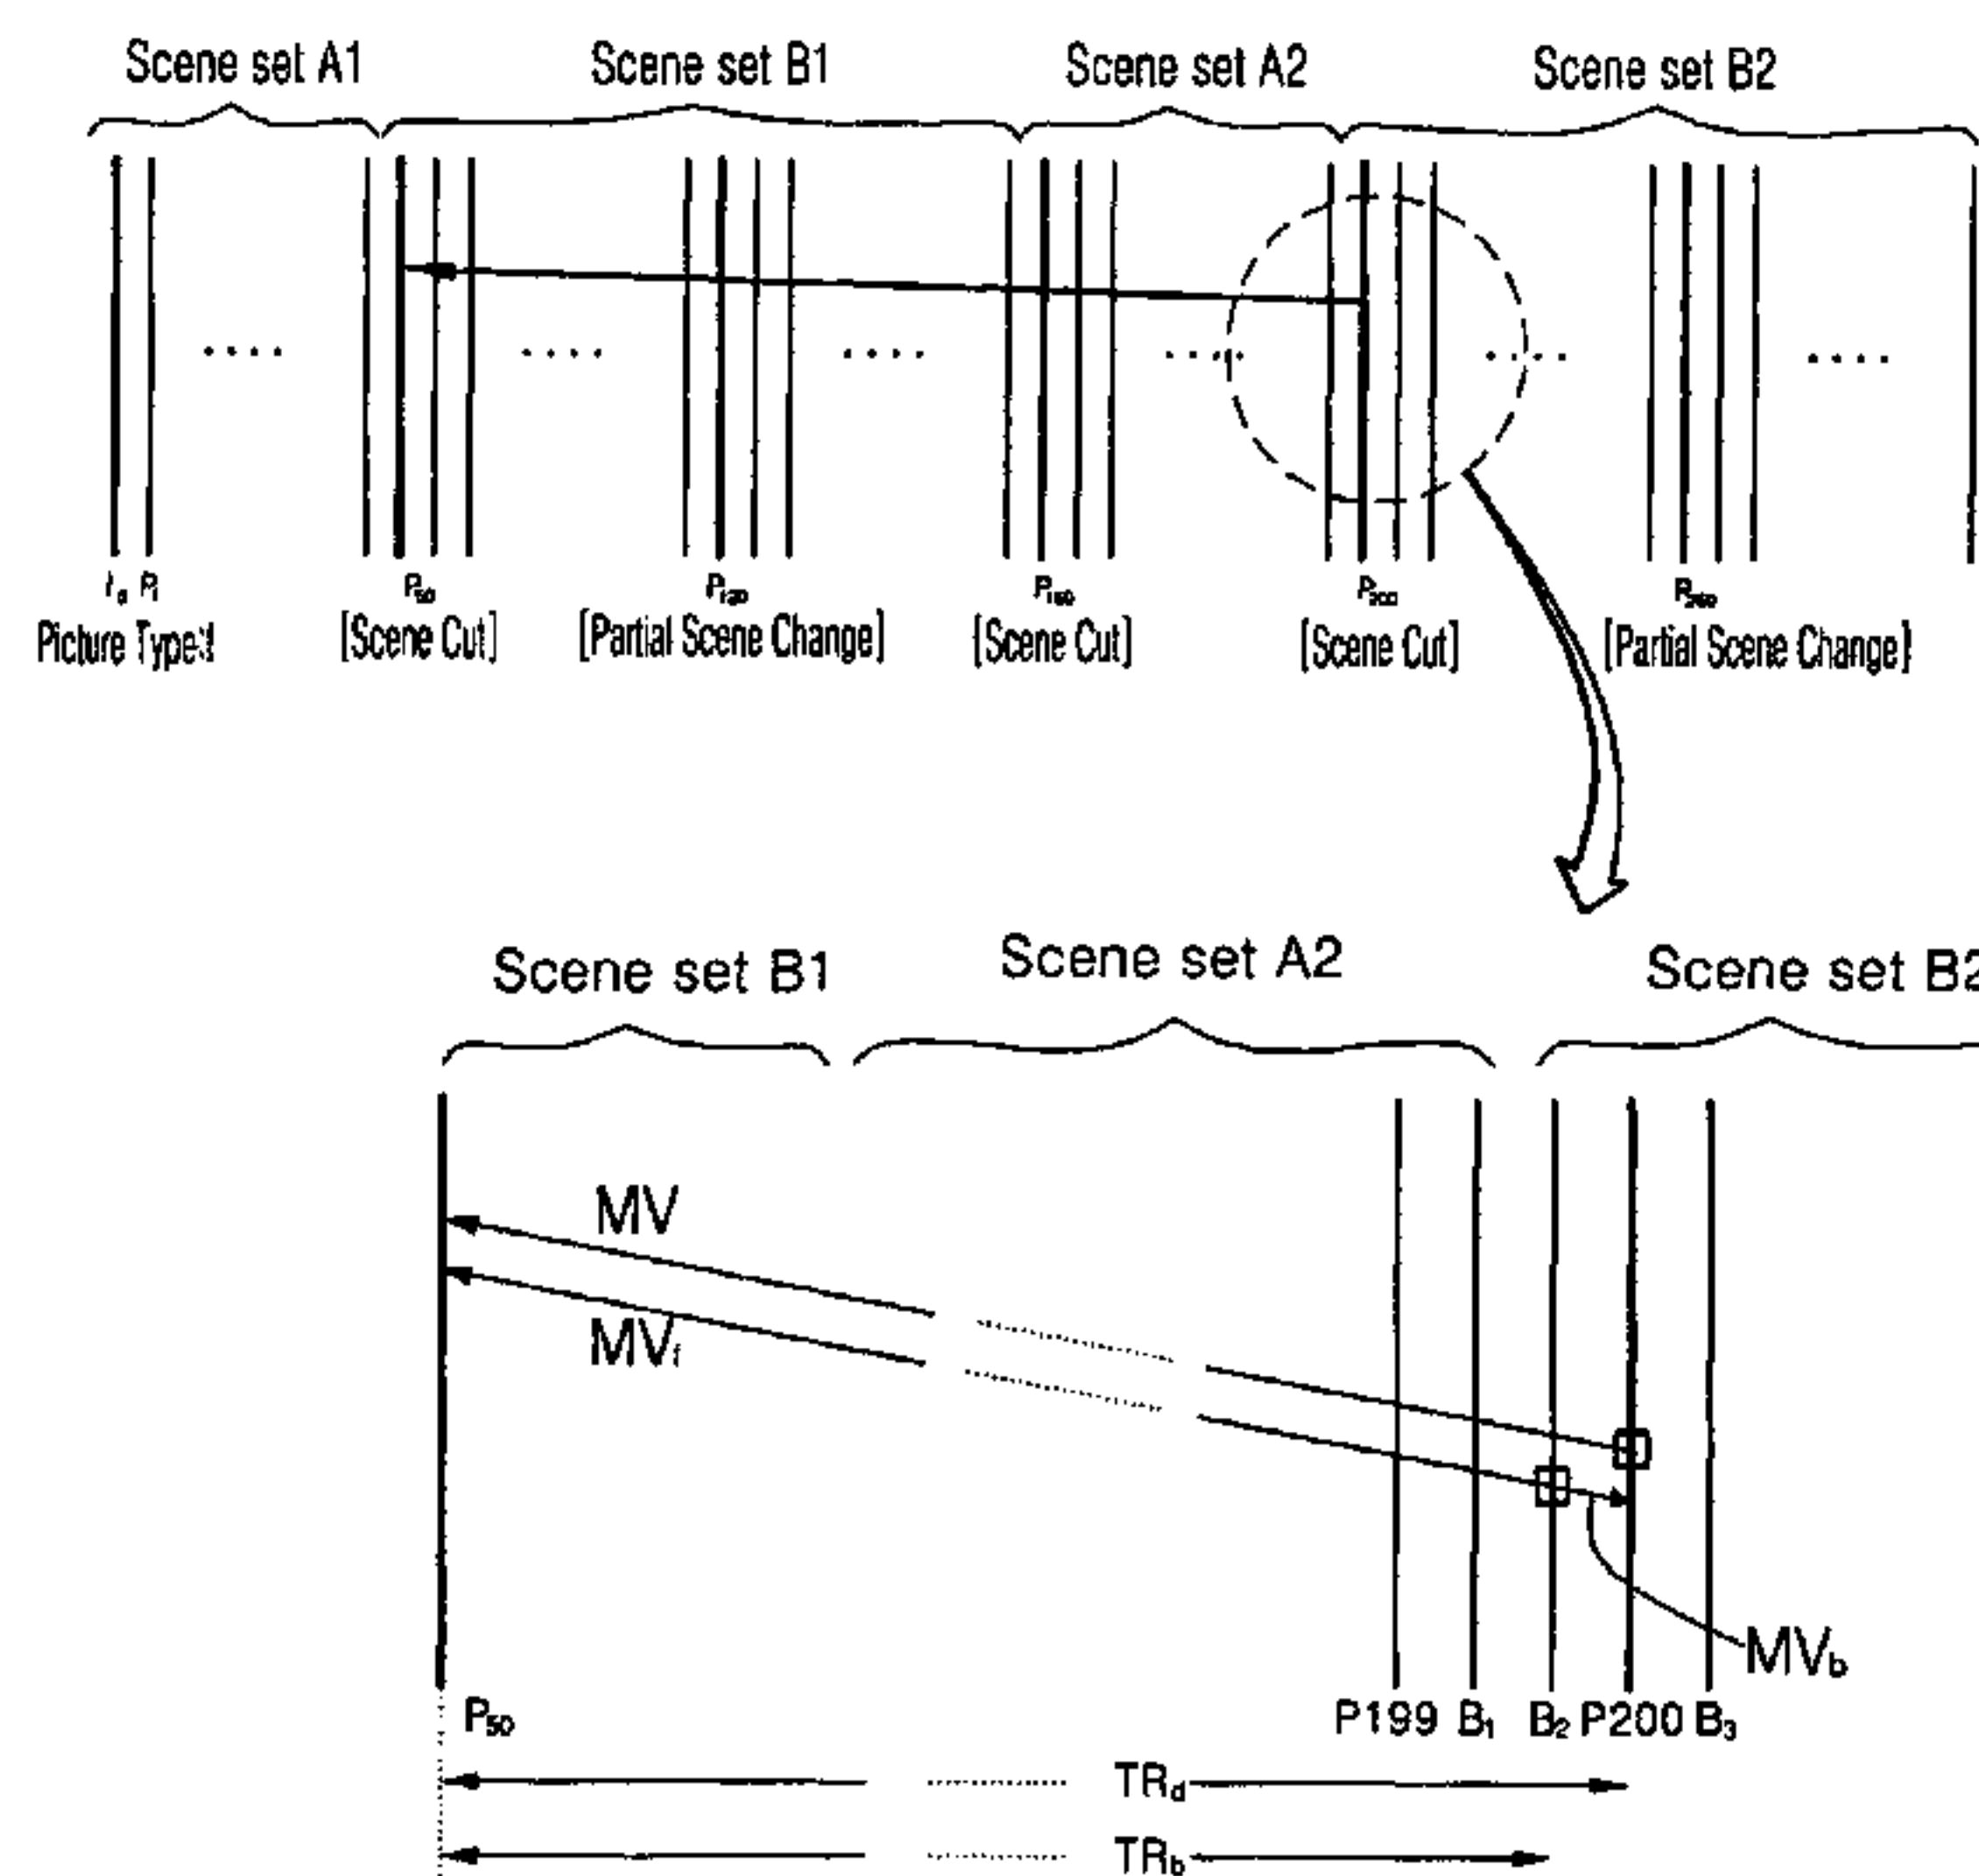 Scene set A1 Scene set B1 Scene set A2 Scene set B2
P50
Picture Type: [Scene Cut] [Partial Scene Change] [Scene Cut] [Scene Cut] [Partial Scene Change]
Scene set B1 Scene set A2 Scene set B2
MV
MVf
MVb
P50 P199 B1 B2 P200 B3
TRd
TRb